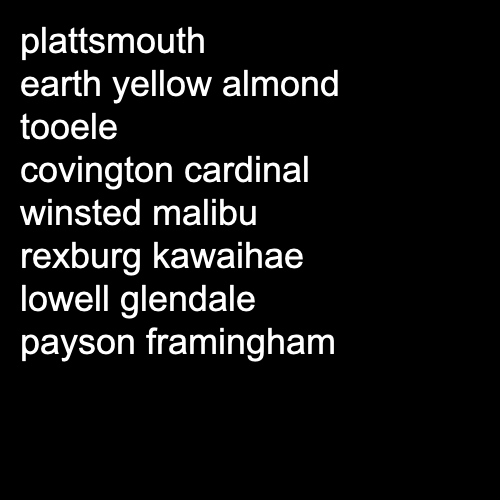 plattsmouth
earth yellow almond
tooele
covington cardinal
winsted malibu
rexburg kawaihae
lowell glendale
payson framingham